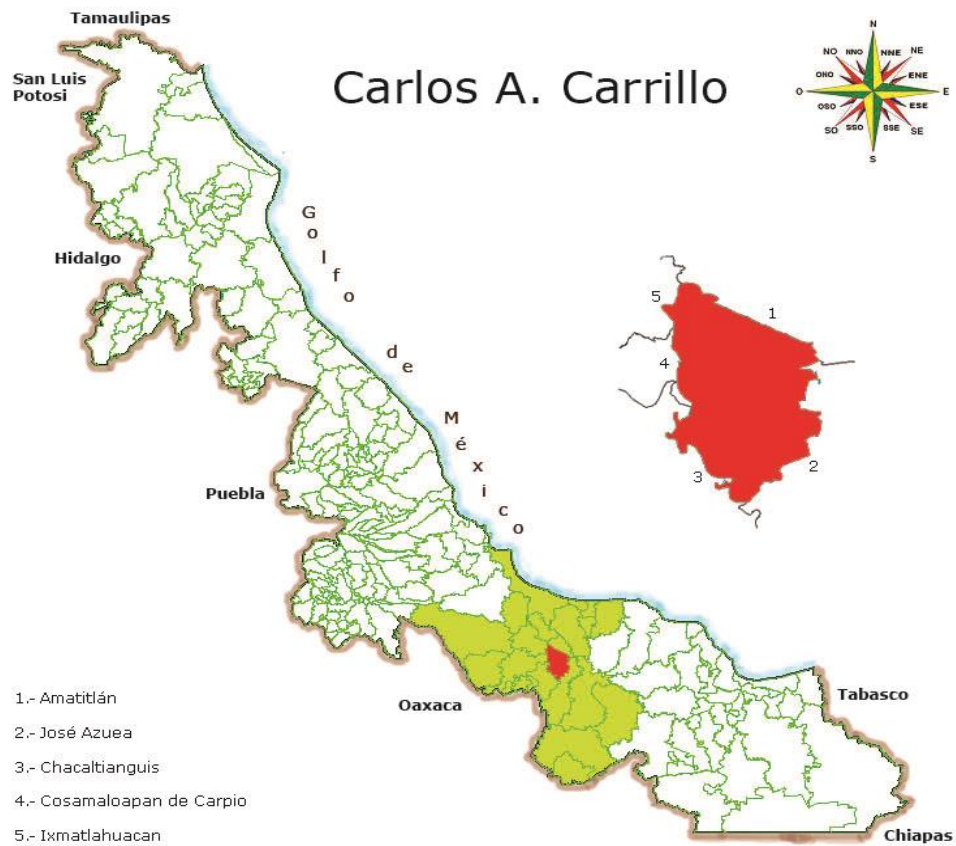 Tamaulipas
San Luis
Potosi
Carlos A. Carrillo
N
NNO
NNE
NO
NE
ONO
ENE
O
E
OSO
ESE
SO
SSO
SSE
SE
S
Hidalgo
Golfo de México
5
1
4
3
2
Puebla
Oaxaca
Tabasco
Chiapas
1.- Amatitlán
2.- José Azuea
3.- Chacaltianguis
4.- Cosamaloapan de Carpio
5.- Ixmatlahuacan